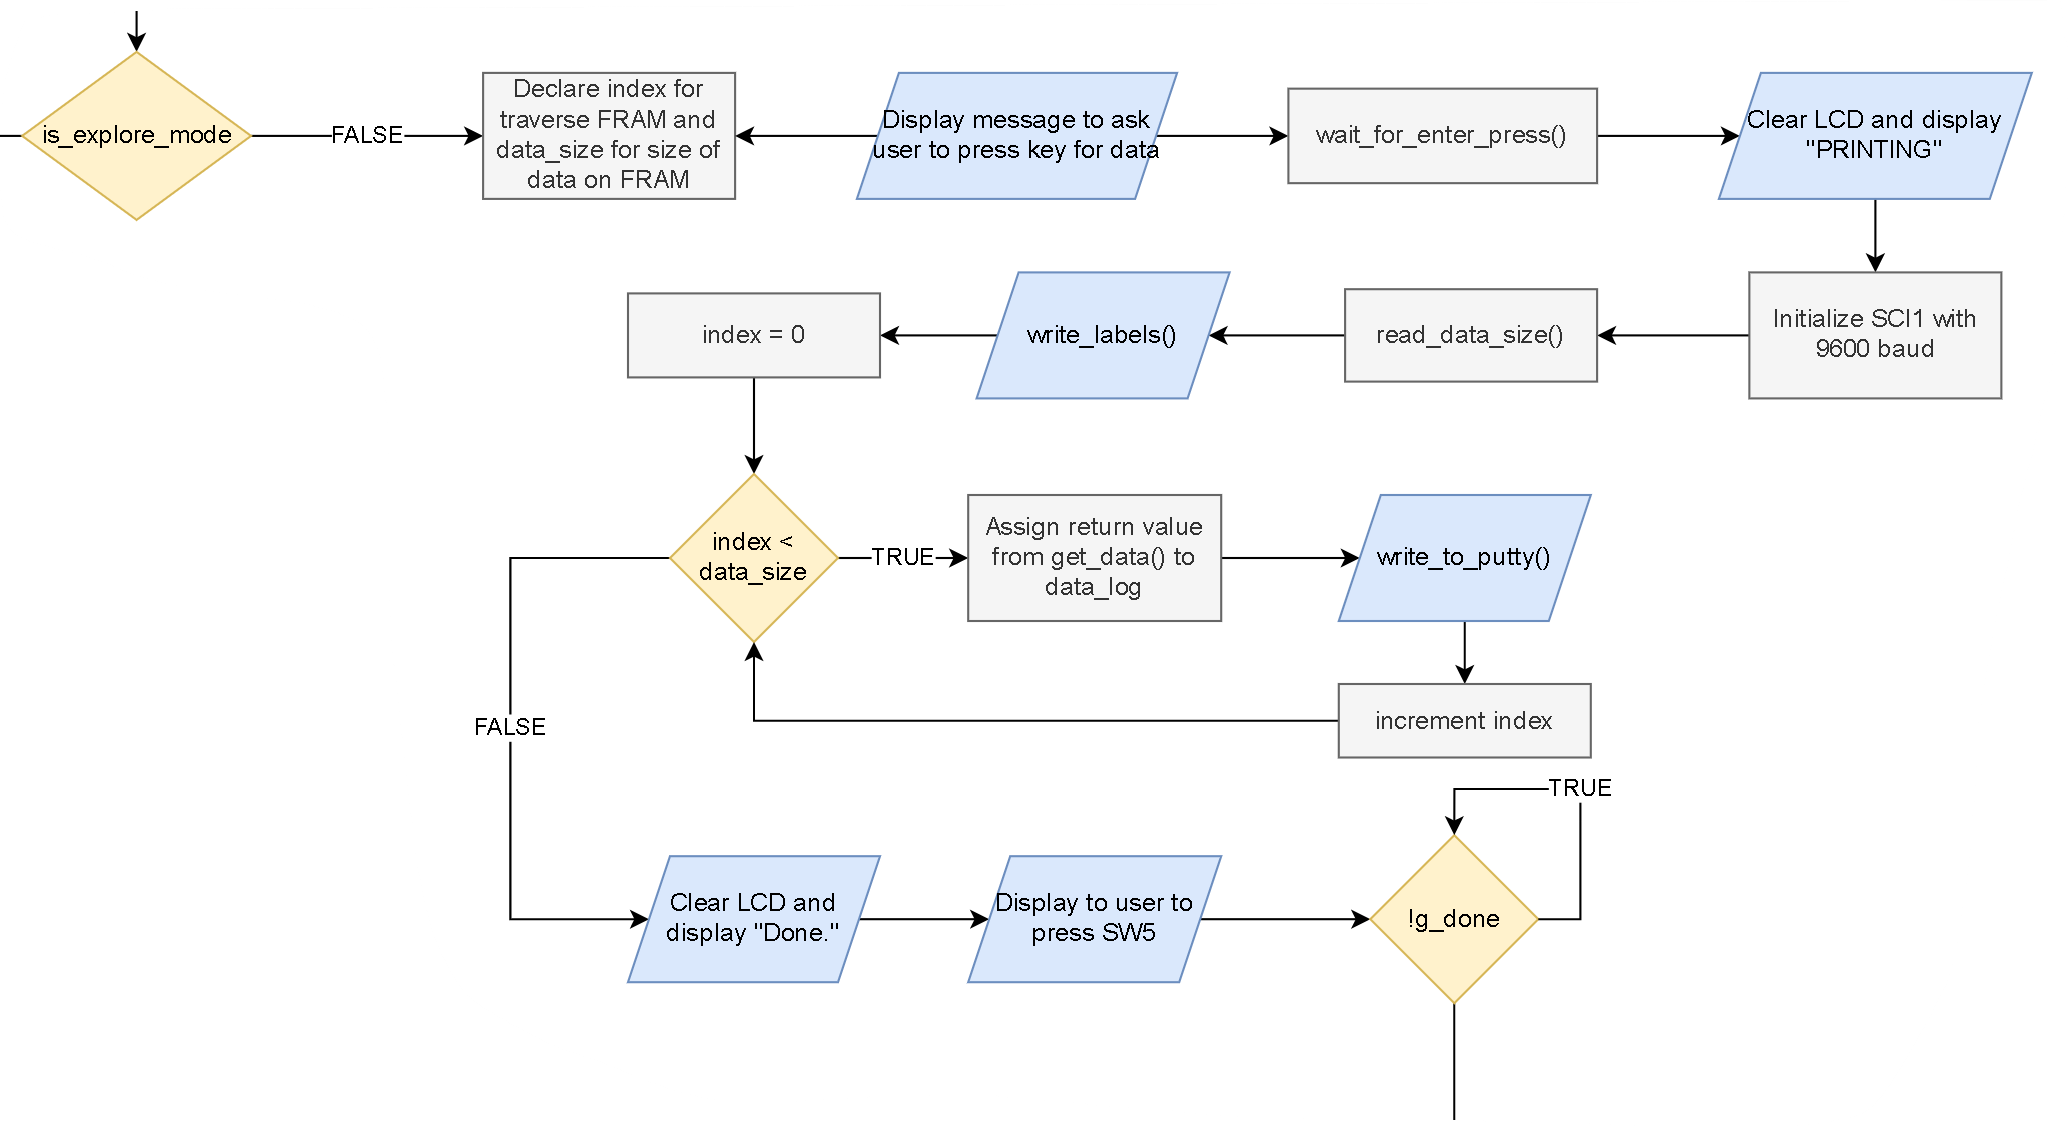 is_explore_mode
FALSE
Declare index for
traverse FRAM and
data_size for size of
data on FRAM
Display message to ask
user to press key for data
wait_for_enter_press()
Clear LCD and display
"PRINTING"
index = 0
write_labels()
read_data_size()
Initialize SCI1 with
9600 baud
index <
data_size
TRUE
Assign return value
from get_data() to
data_log
write_to_putty()
FALSE
increment index
TRUE
Clear LCD and
display "Done."
Display to user to
press SW5
!g_done